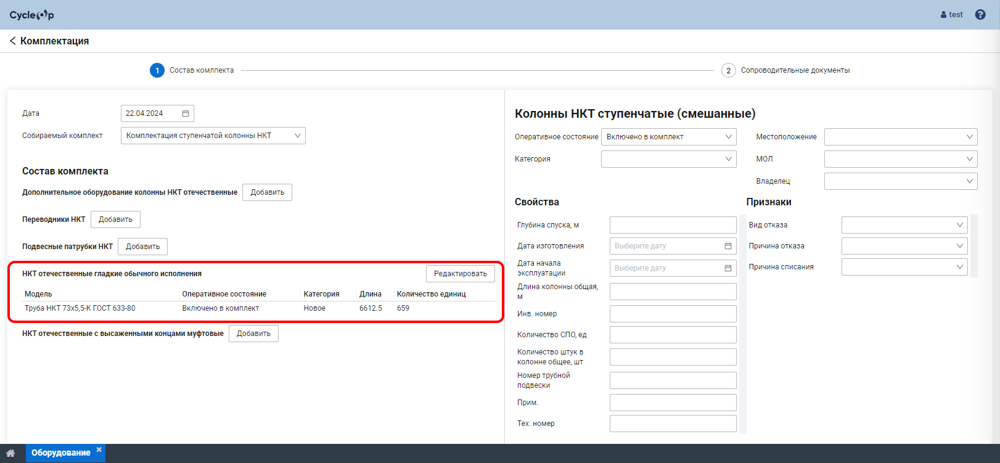 CycleOp
test
?
Комплектация
1 Состав комлпекта
2 Сопроводительные документы
Дата 22.04.2024
Собираемый комплект Комплектация ступенчатой колонны НКТ
Состав комплекта
Дополнительное оборудование колонны НКТ отечественные Добавить
Переводники НКТ Добавить
Подвесные патрубки НКТ Добавить
НКТ отечественные гладкие обычного исполнения Редактировать
Модель Оперативное состояние Категория Длина Количество единиц
Труба НКТ 73х5,5-К ГОСТ 633-80 Включено в комплект Новое 6612.5 659
НКТ отечественные с высаженными концами муфтовые Добавить
Колонны НКТ ступенчатые (смешанные)
Оперативное состояние Включено в комплект Местоположение
Категория МОЛ
Владелец
Свойства
Глубина спуска, м
Дата изготовления Выберите дату
Дата начала
эксплуатации Выберите дату
Длина колонны общая,
м
Инв. номер
Количество СПО, ед
Количество штук в
колонне общее, шт
Номер трубной
подвески
Прим.
Тех. номер
Признаки
Вид отказа
Причина отказа
Причина списания
Оборудование